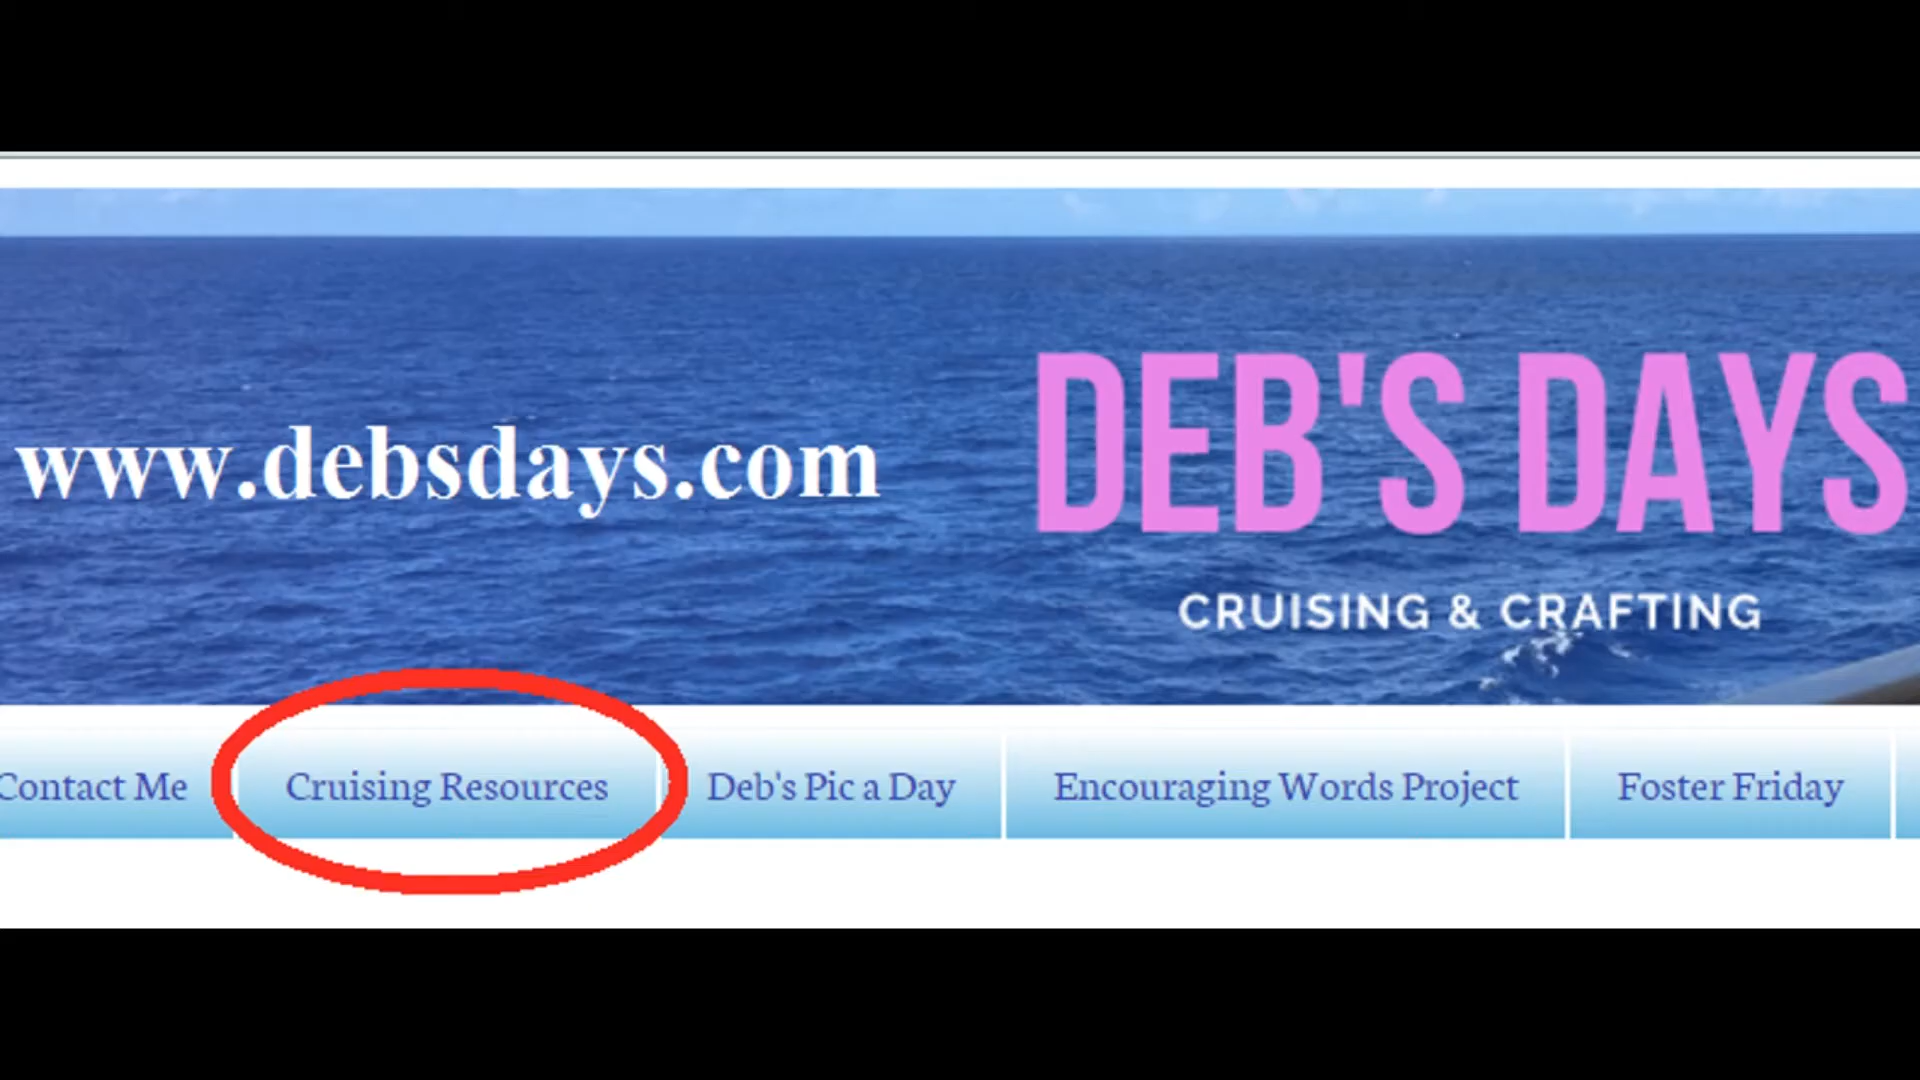 www.debsdays.com
DEB'S DAYS
CRUISING & CRAFTING
Contact Me
Cruising Resources
Deb's Pic a Day
Encouraging Words Project
Foster Friday